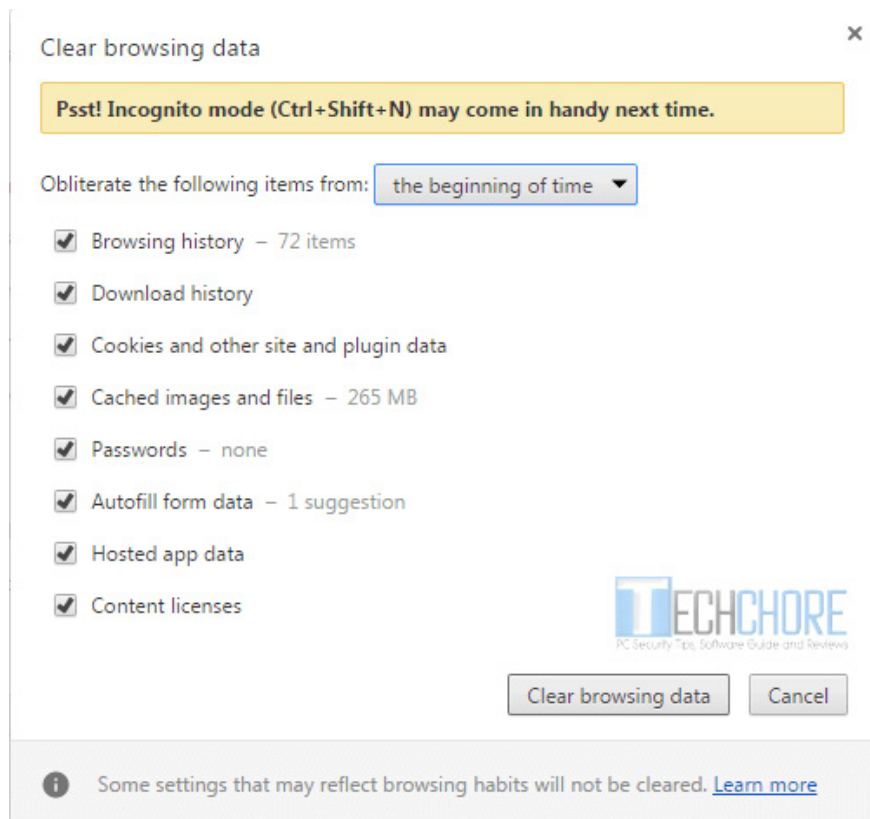 Clear browsing data
×
Psst! Incognito mode (Ctrl+Shift+N) may come in handy next time.
Obliterate the following items from: the beginning of time
Browsing history – 72 items
Download history
Cookies and other site and plugin data
Cached images and files – 265 MB
Passwords – none
Autofill form data – 1 suggestion
Hosted app data
Content licenses
TECHCHORE
PC Security Tips, Software Guide and Reviews
Clear browsing data Cancel
Some settings that may reflect browsing habits will not be cleared. Learn more